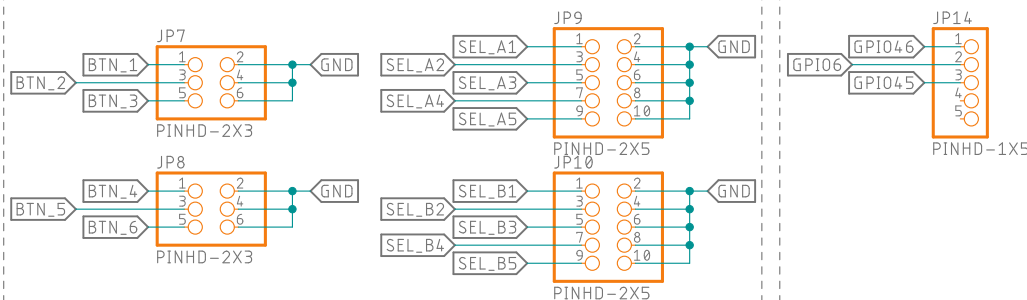 JP7
BTN_1 1 2 GND
BTN_2 3 4
BTN_3 5 6
PINHD-2X3
JP8
BTN_4 1 2 GND
BTN_5 3 4
BTN_6 5 6
PINHD-2X3
JP9
SEL_A1 1 2 GND
SEL_A2 3 4
SEL_A3 5 6
SEL_A4 7 8
SEL_A5 9 10
PINHD-2X5
JP10
SEL_B1 1 2 GND
SEL_B2 3 4
SEL_B3 5 6
SEL_B4 7 8
SEL_B5 9 10
PINHD-2X5
JP14
GPIO46 1
GPIO6 2
GPIO45 3
4
5
PINHD-1X5